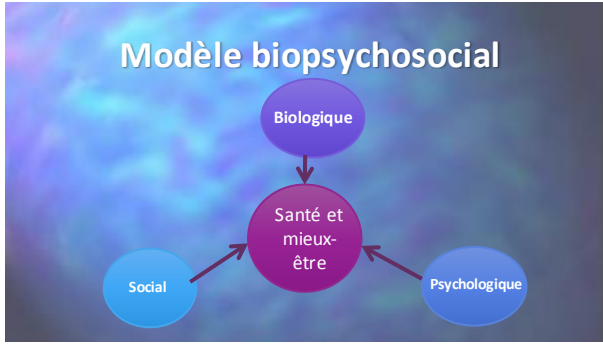 Modèle biopsychosocial
Biologique
Santé et
mieux-
être
Social
Psychologique